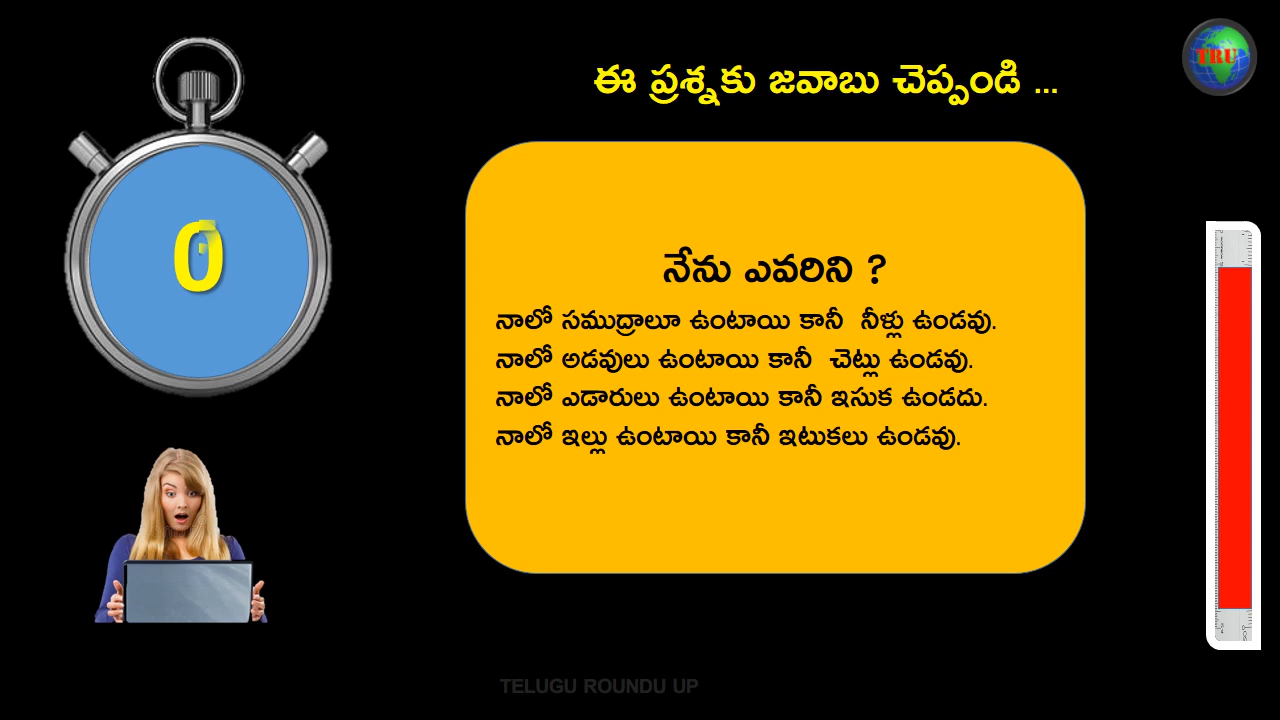 ఈ ప్రశ్నకు జవాబు చెప్పండి ...
TRU
0
నేను ఎవరిని ?
నాలో సముద్రాలూ ఉంటాయి కానీ నీళ్లు ఉండవు.
నాలో అడవులు ఉంటాయి కానీ చెట్లు ఉండవు.
నాలో ఎడారులు ఉంటాయి కానీ ఇసుక ఉండదు.
నాలో ఇల్లు ఉంటాయి కానీ ఇటుకలు ఉండవు.
TELUGU ROUNDU UP